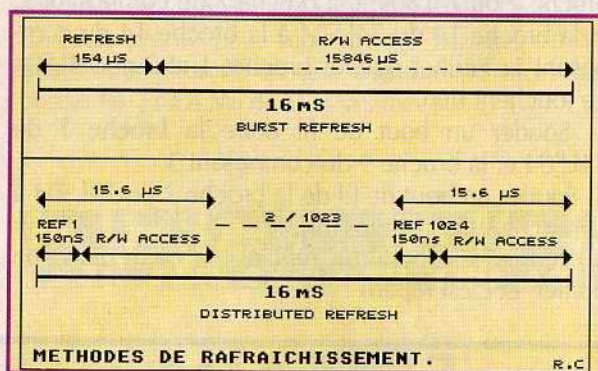 REFRESH R/W ACCESS
154 µS 15846 µS
16 mS
BURST REFRESH
15.6 µS 15.6 µS
2 / 1023
REF 1 REF 1024
150nS R/W ACCESS 150nS R/W ACCESS
16 mS
DISTRIBUTED REFRESH
METHODES DE RAFRAICHISSEMENT. R.C